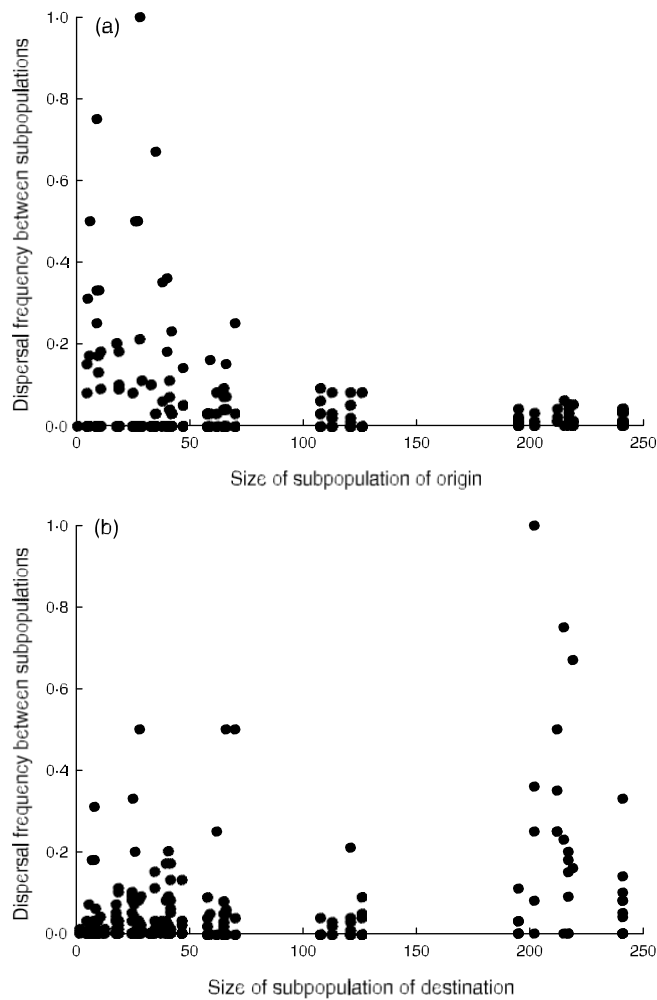 (a)
1·0
0·8
0·6
0·4
0·2
0·0
Dispersal frequency between subpopulations
0 50 100 150 200 250
Size of subpopulation of origin
(b)
1·0
0·8
0·6
0·4
0·2
0·0
Dispersal frequency between subpopulations
0 50 100 150 200 250
Size of subpopulation of destination